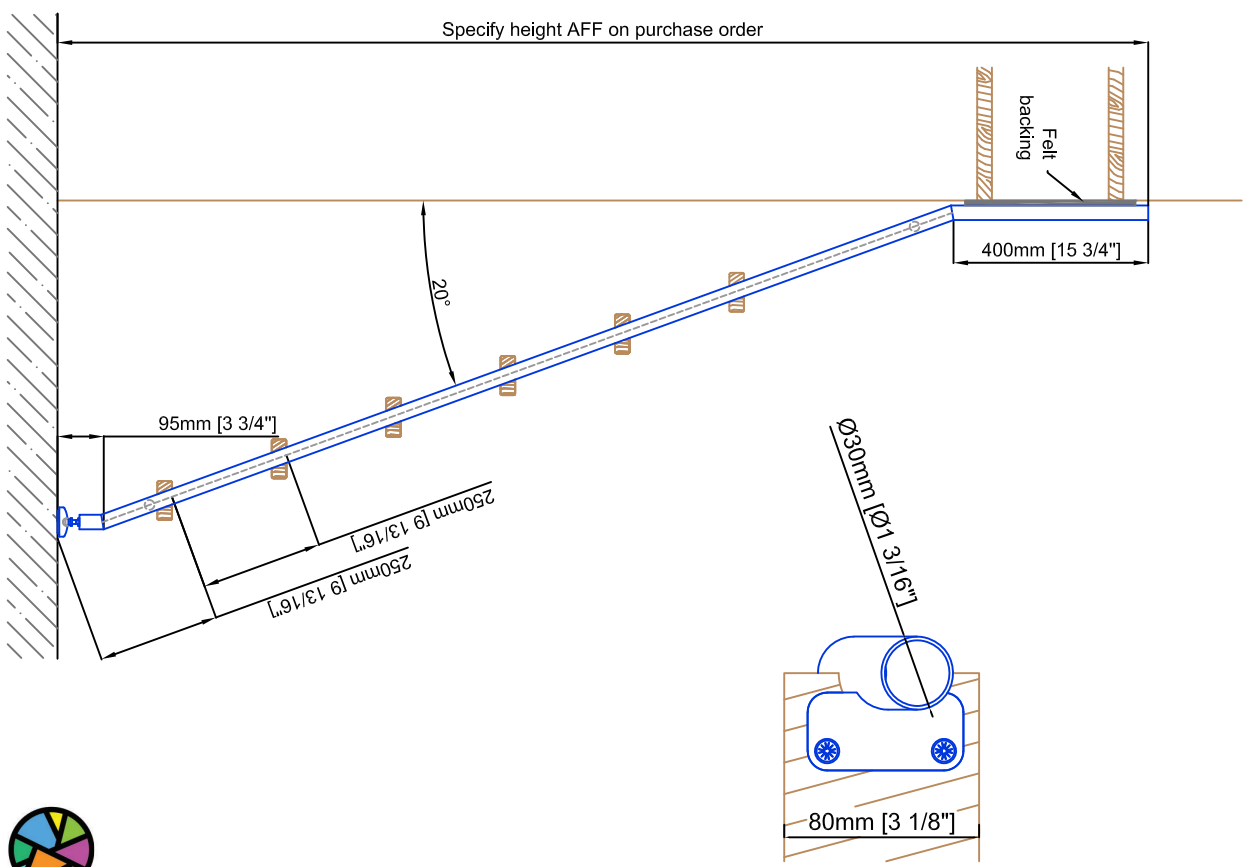 Specify height AFF on purchase order
Felt
backing
400mm [15 3/4"]
20°
95mm [3 3/4"]
250mm [9 13/16"]
250mm [9 13/16"]
Ø30mm [Ø1 3/16"]
80mm [3 1/8"]